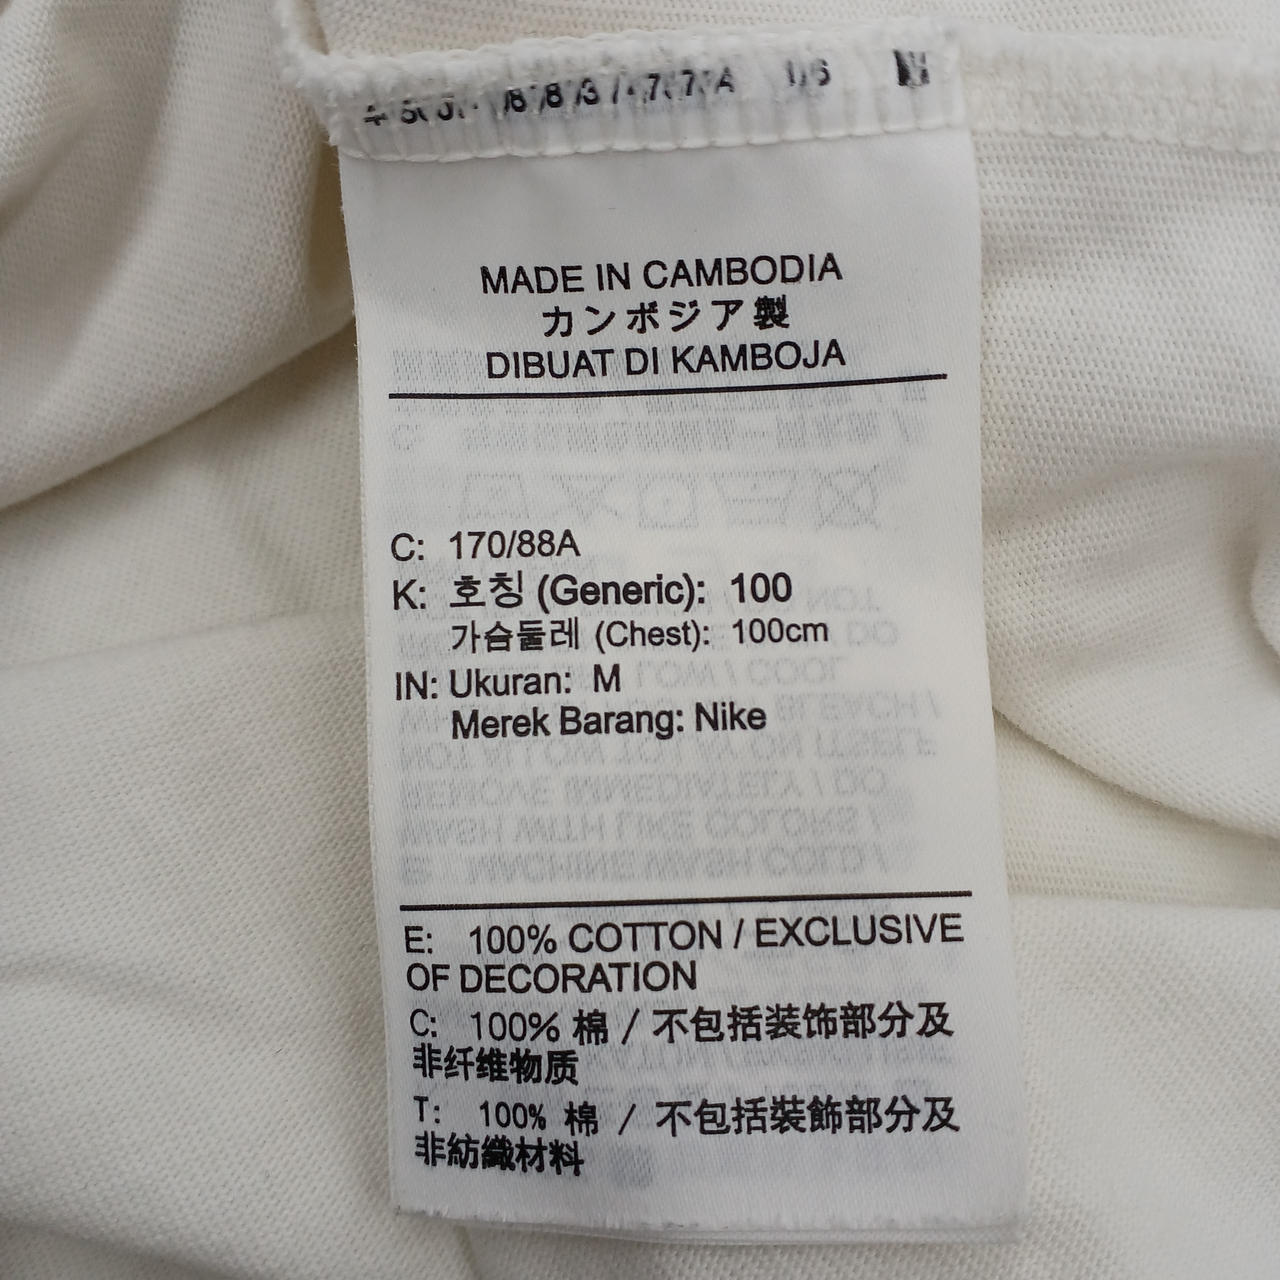 MADE IN CAMBODIA
カンボジア製
DIBUAT DI KAMBOJA
C: 170/88A
K: 호칭 (Generic): 100
가슴둘레 (Chest): 100cm
IN: Ukuran: M
Merek Barang: Nike
E: 100% COTTON / EXCLUSIVE
OF DECORATION
C: 100% 棉 / 不包括装饰部分及
非纤维物质
T: 100% 棉 / 不包括裝飾部分及
非紡織材料